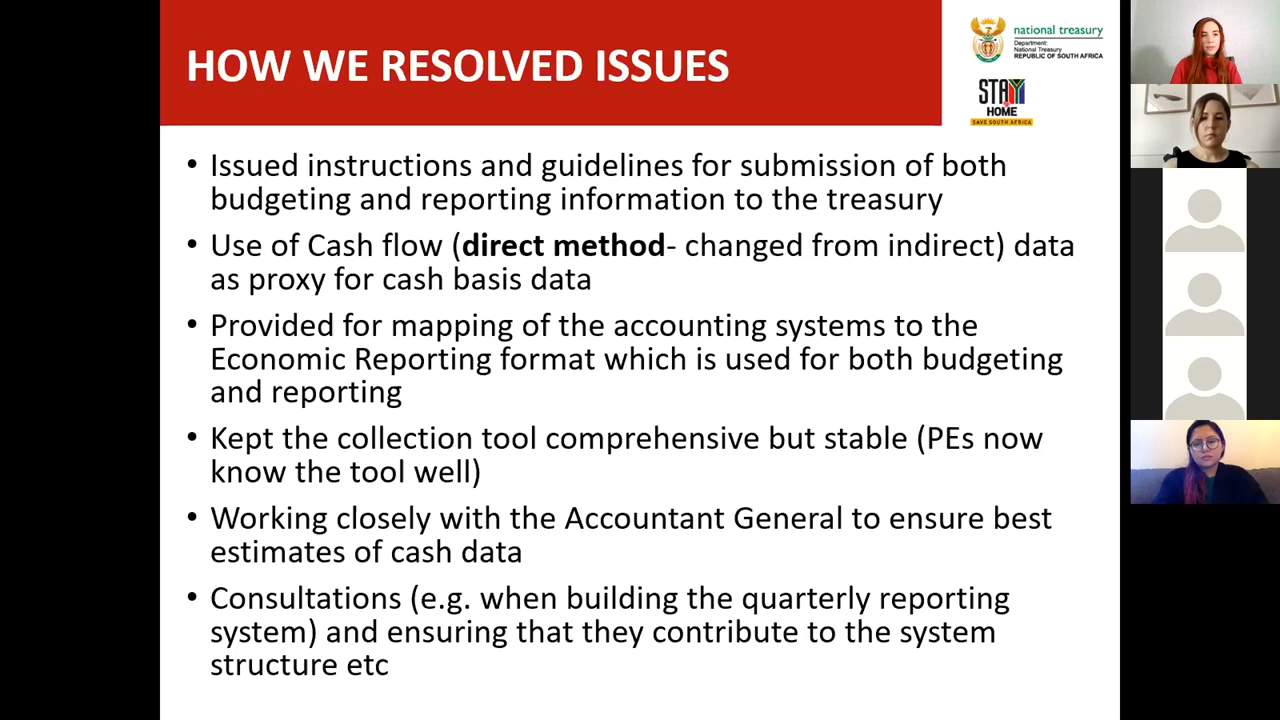 HOW WE RESOLVED ISSUES
national treasury
Department:
National Treasury
REPUBLIC OF SOUTH AFRICA
STAY
HOME
SAVE SOUTH AFRICA
• Issued instructions and guidelines for submission of both
budgeting and reporting information to the treasury
• Use of Cash flow (direct method- changed from indirect) data
as proxy for cash basis data
• Provided for mapping of the accounting systems to the
Economic Reporting format which is used for both budgeting
and reporting
• Kept the collection tool comprehensive but stable (PEs now
know the tool well)
• Working closely with the Accountant General to ensure best
estimates of cash data
• Consultations (e.g. when building the quarterly reporting
system) and ensuring that they contribute to the system
structure etc